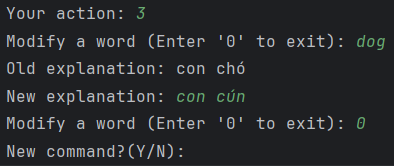 Your action: 3
Modify a word (Enter '0' to exit): dog
Old explanation: con chó
New explanation: con cún
Modify a word (Enter '0' to exit): 0
New command?(Y/N):